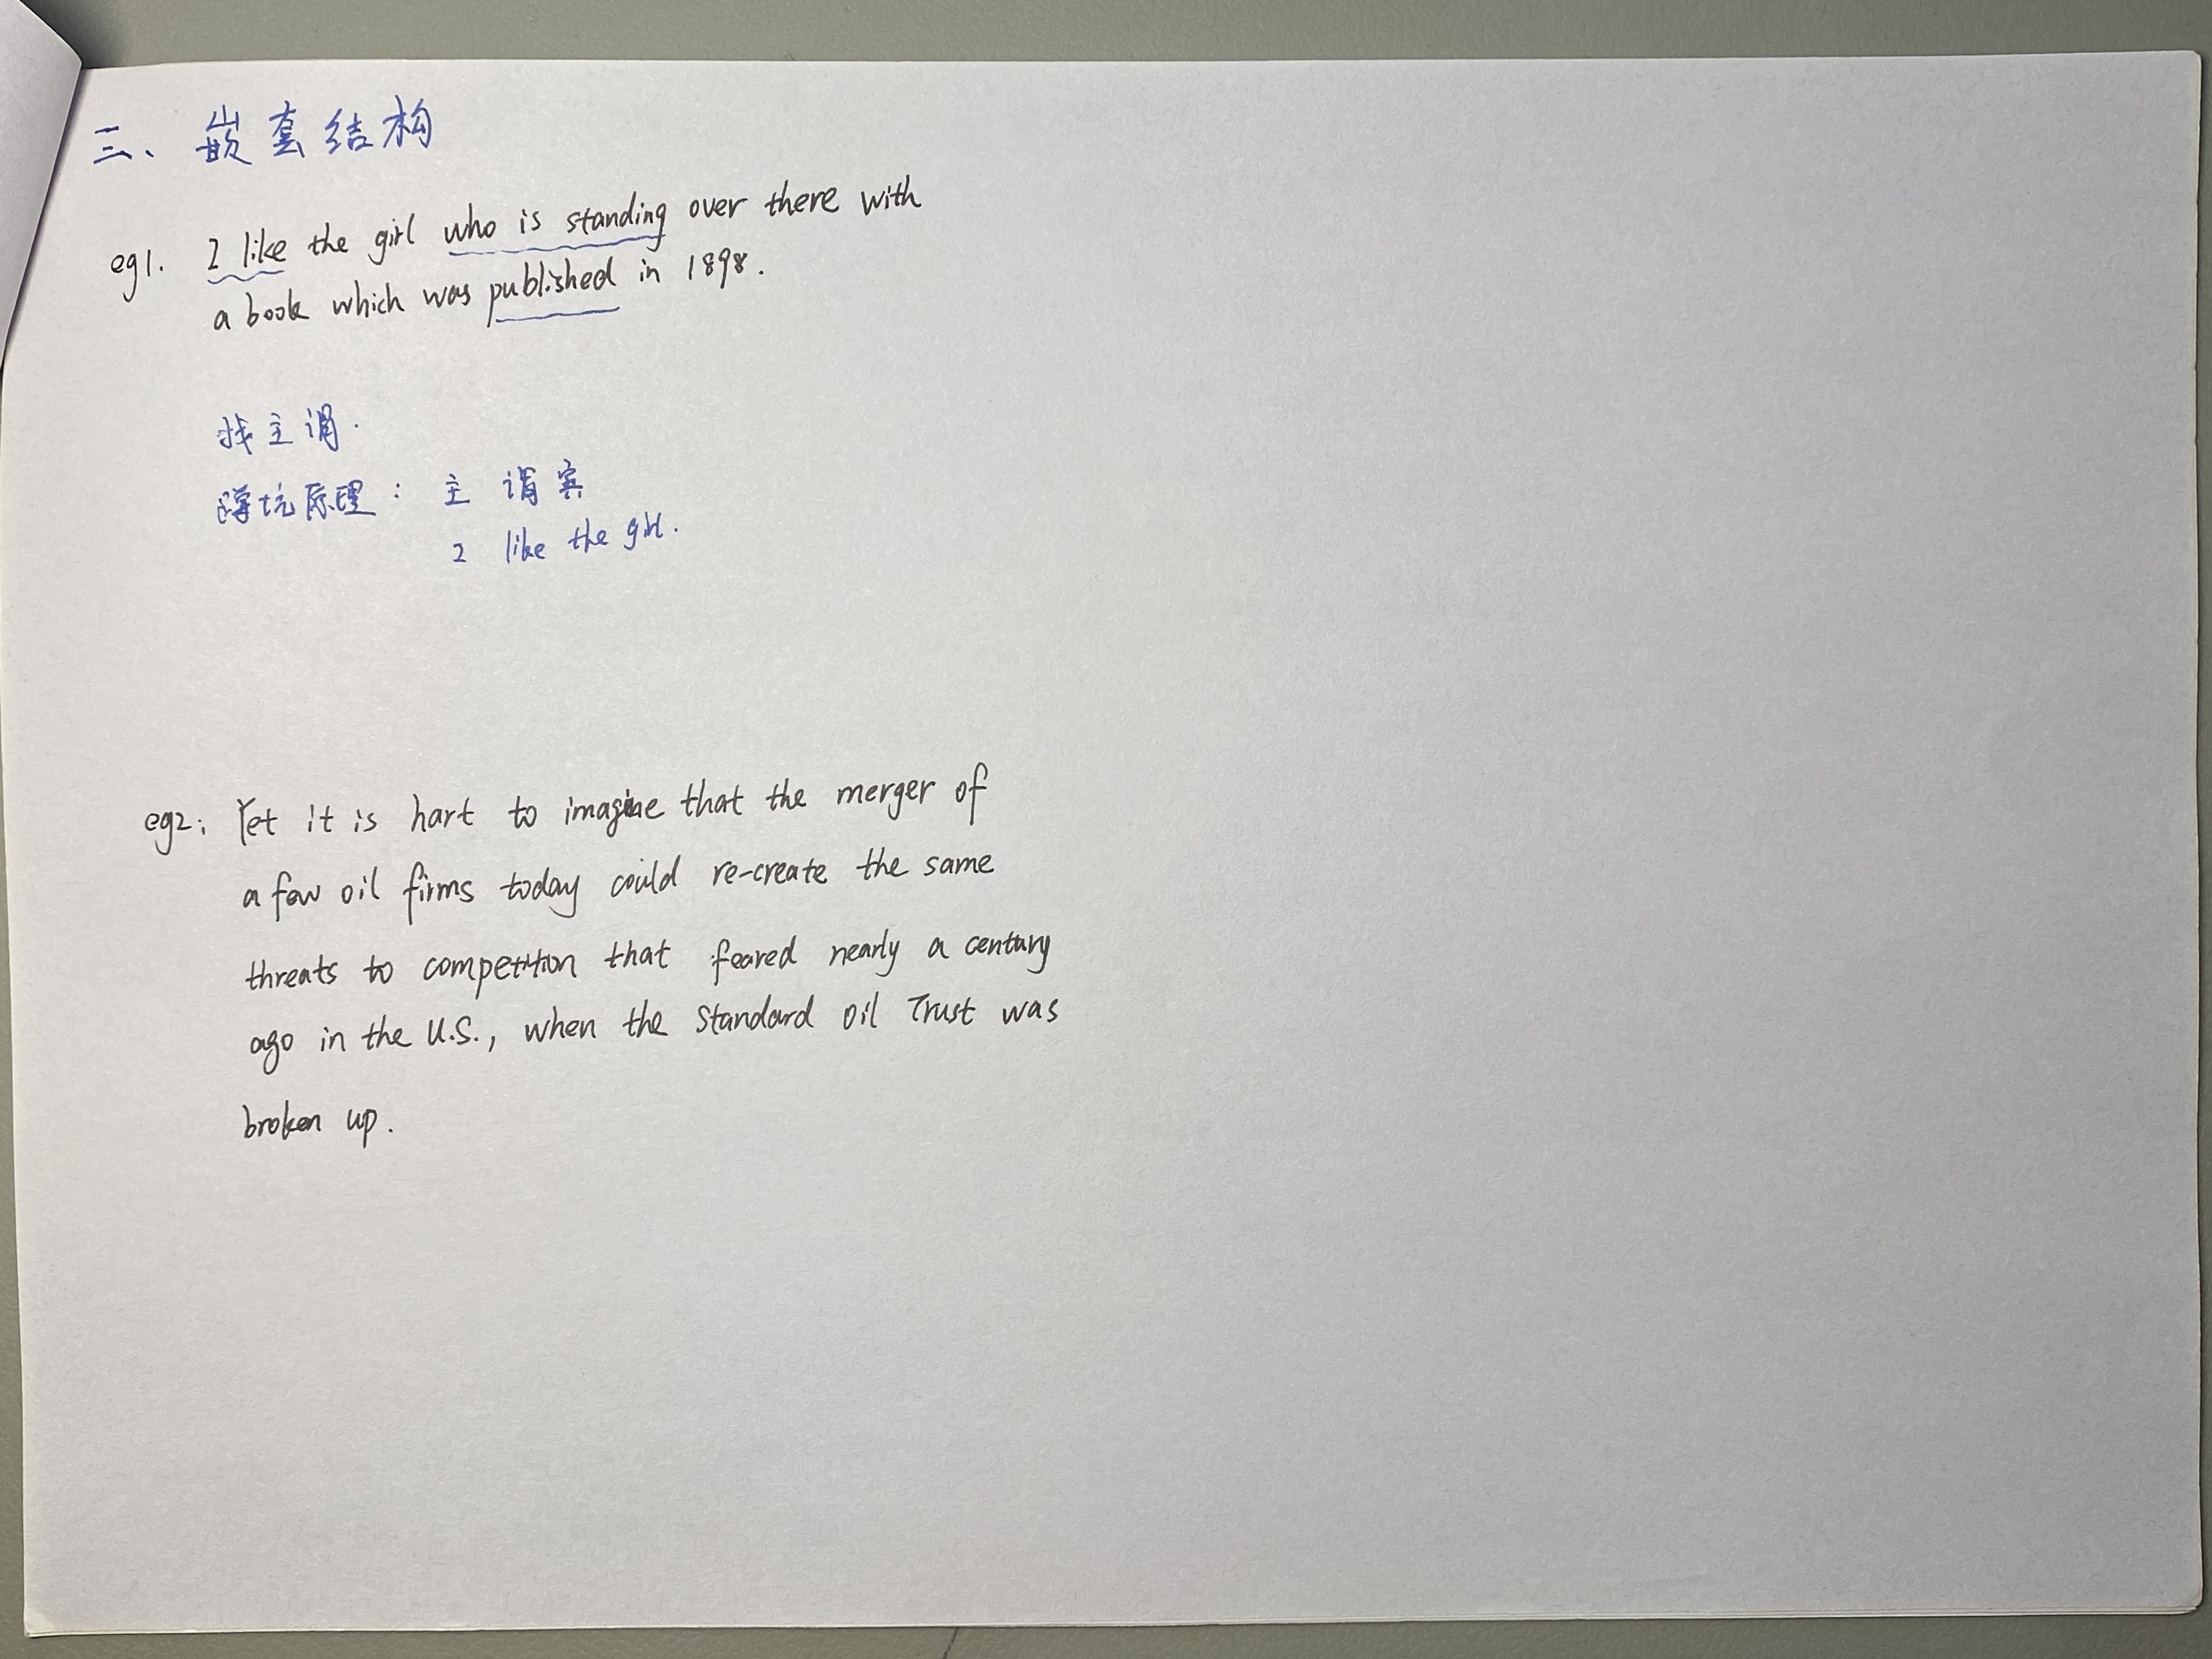 三、嵌套结构
eg1. I like the girl who is standing over there with
a book which was published in 1898.
找主谓.
蹲坑原理: 主 谓 宾
I like the girl.
eg2: Yet it is hart to imagine that the merger of
a few oil firms today could re-create the same
threats to competition that feared nearly a century
ago in the U.S., when the Standard Oil Trust was
broken up.